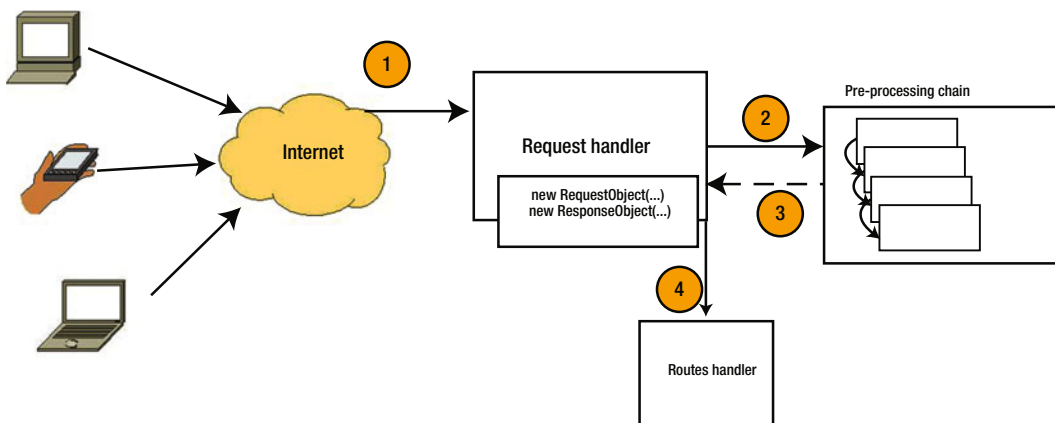 1
Pre-processing chain
2
Internet
Request handler
new RequestObject(...)
new ResponseObject(...)
3
4
Routes handler